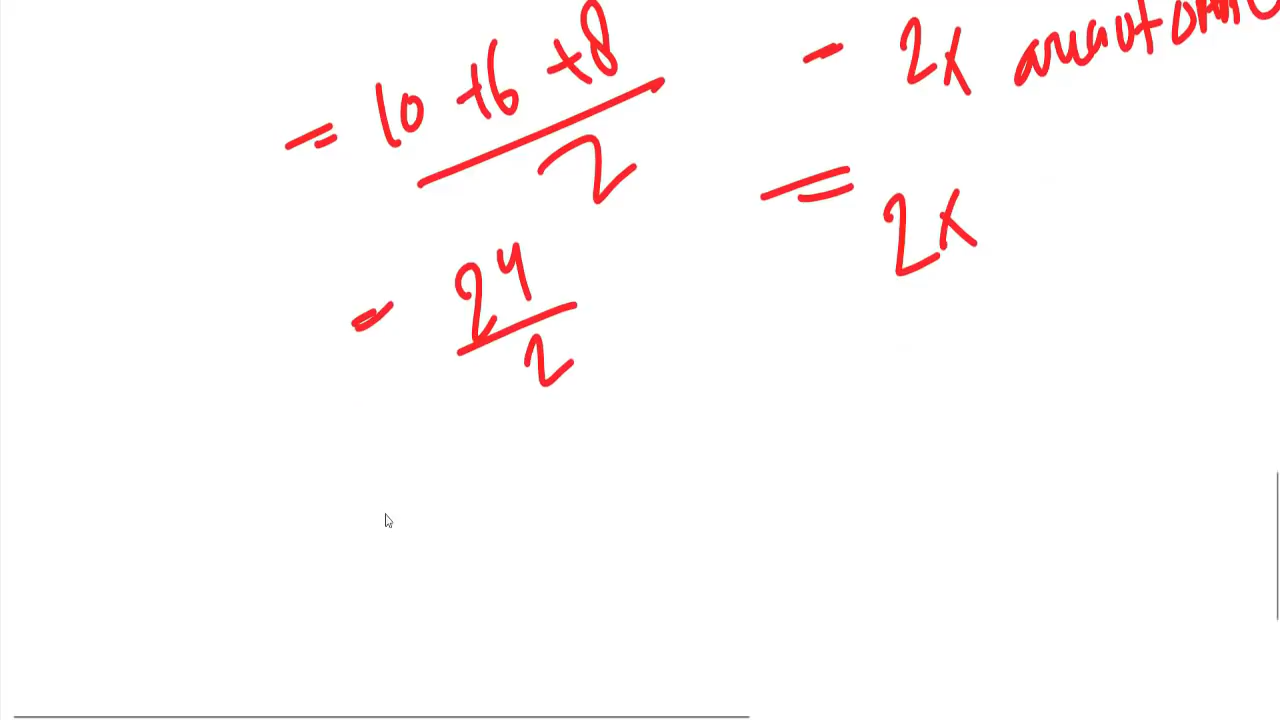 = 10 + 6 + 8
2
= 24
2
- 2x
= 2x